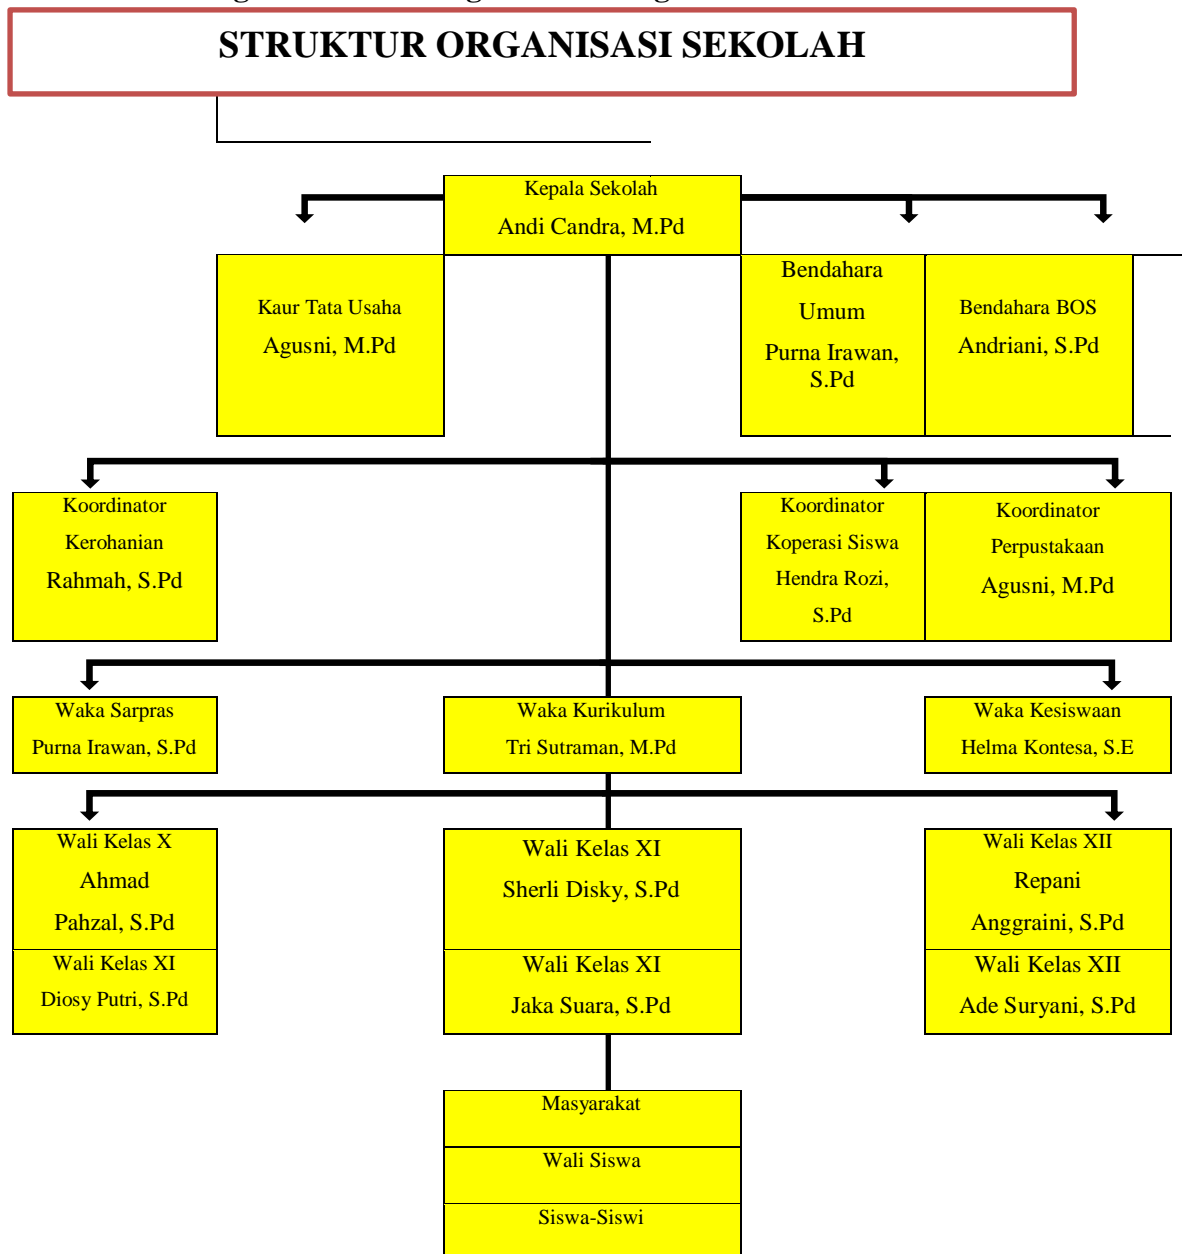 STRUKTUR ORGANISASI SEKOLAH
Kepala Sekolah
Andi Candra, M.Pd
Kaur Tata Usaha
Agusni, M.Pd
Bendahara
Umum
Purna Irawan,
S.Pd
Bendahara BOS
Andriani, S.Pd
Koordinator
Kerohanian
Rahmah, S.Pd
Koordinator
Koperasi Siswa
Hendra Rozi,
S.Pd
Koordinator
Perpustakaan
Agusni, M.Pd
Waka Sarpras
Purna Irawan, S.Pd
Waka Kurikulum
Tri Sutraman, M.Pd
Waka Kesiswaan
Helma Kontesa, S.E
Wali Kelas X
Ahmad
Pahzal, S.Pd
Wali Kelas XI
Sherli Disky, S.Pd
Wali Kelas XII
Repani
Anggraini, S.Pd
Wali Kelas XI
Diosy Putri, S.Pd
Wali Kelas XI
Jaka Suara, S.Pd
Wali Kelas XII
Ade Suryani, S.Pd
Masyarakat
Wali Siswa
Siswa-Siswi